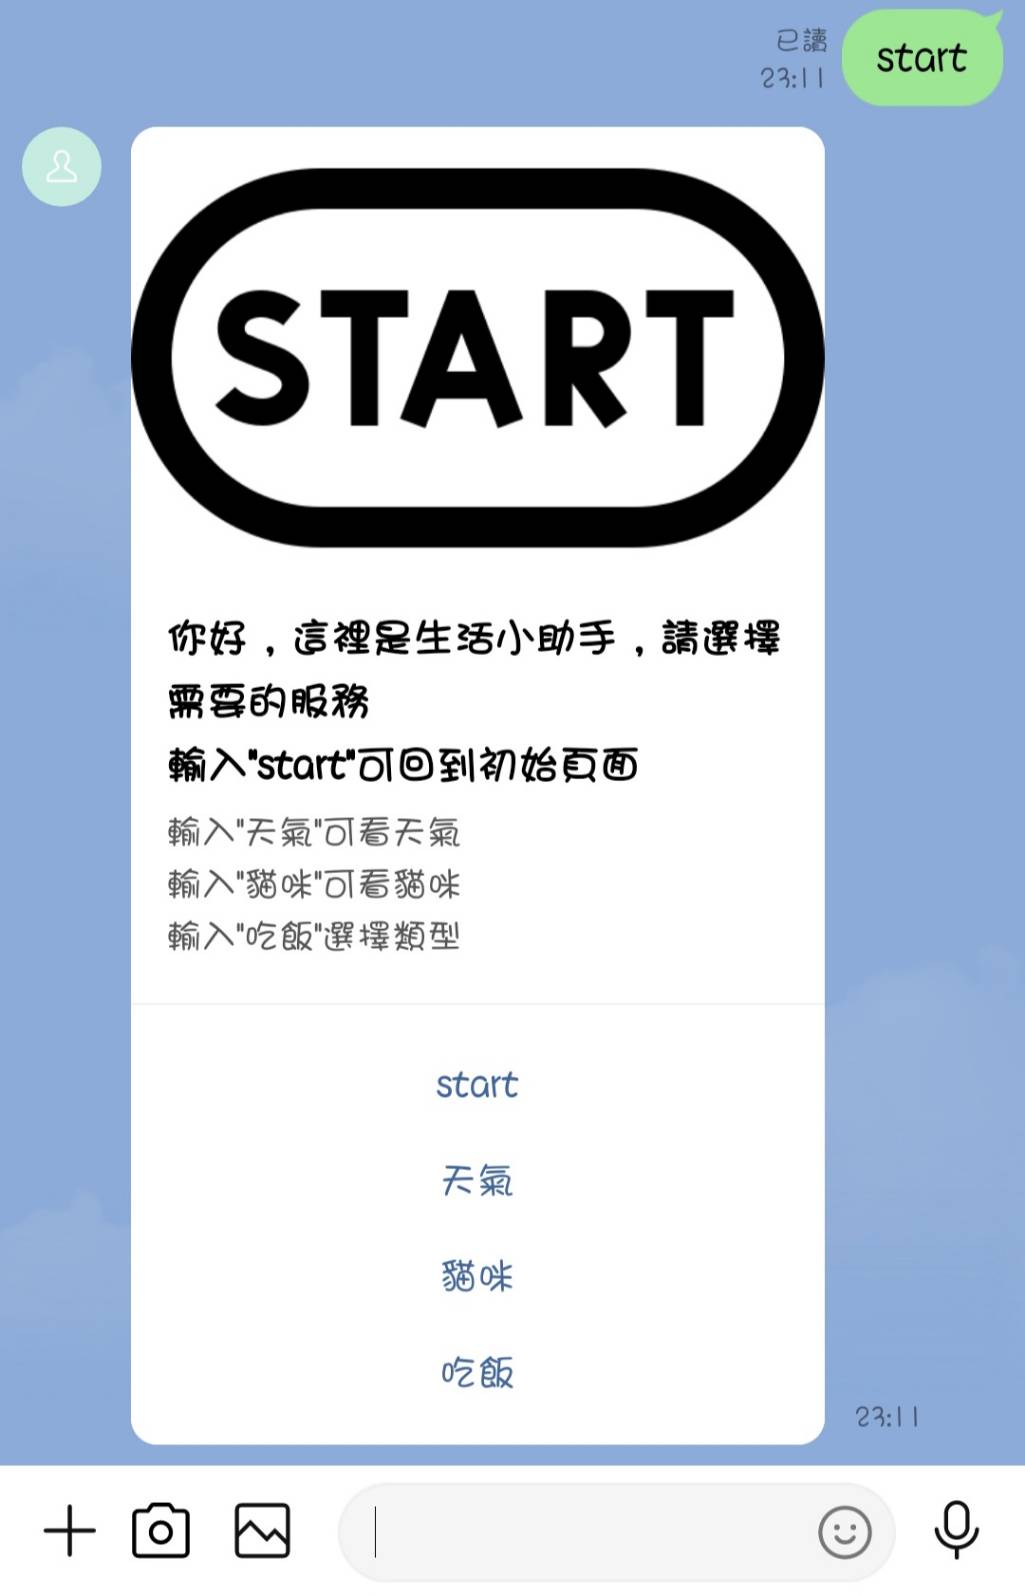 已讀
23:11
start
START
你好，這裡是生活小助手，請選擇
需要的服務
輸入"start"可回到初始頁面
輸入"天氣"可看天氣
輸入"貓咪"可看貓咪
輸入"吃飯"選擇類型
start
天氣
貓咪
吃飯
23:11